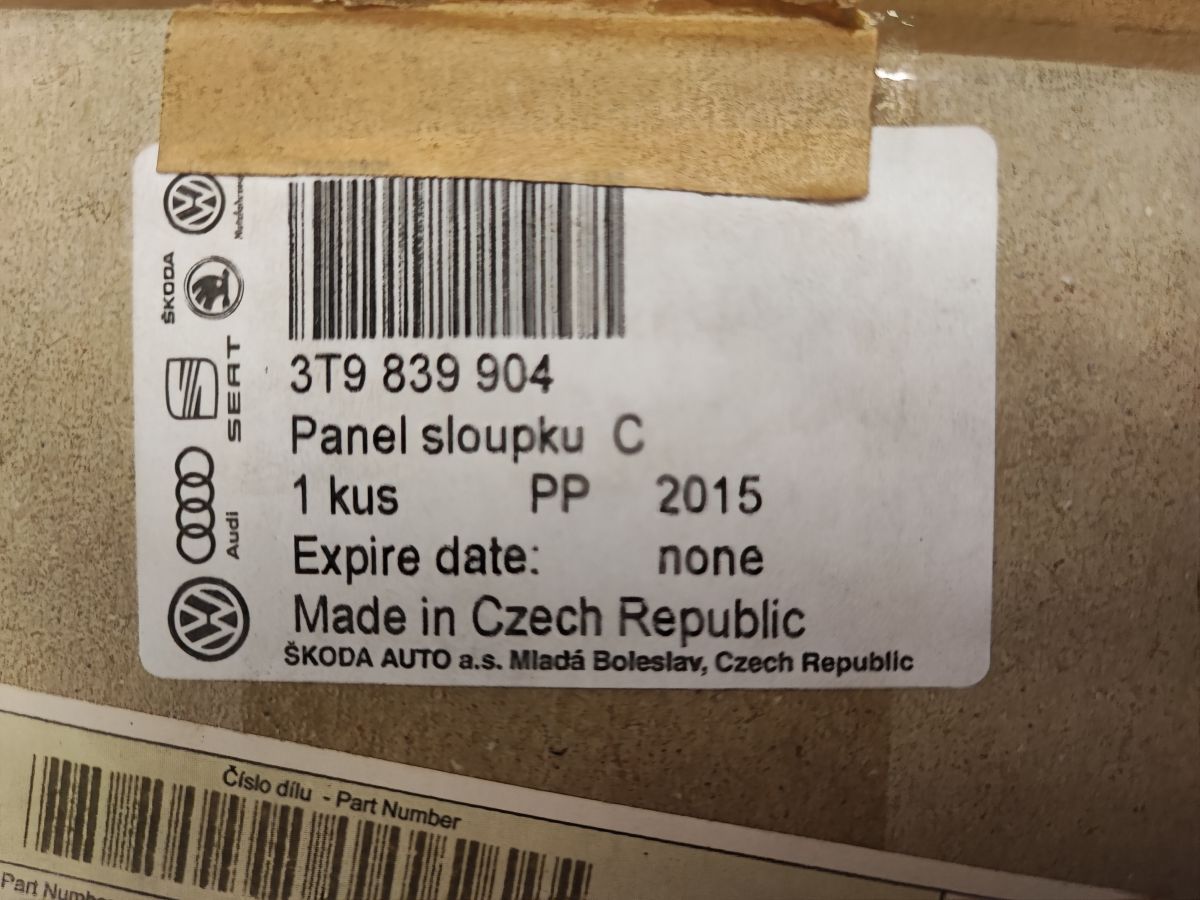 ŠKODA
SEAT
Audi
3T9 839 904
Panel sloupku C
1 kus PP 2015
Expire date: none
Made in Czech Republic
ŠKODA AUTO a.s. Mladá Boleslav, Czech Republic
Číslo dílu - Part Number
Part